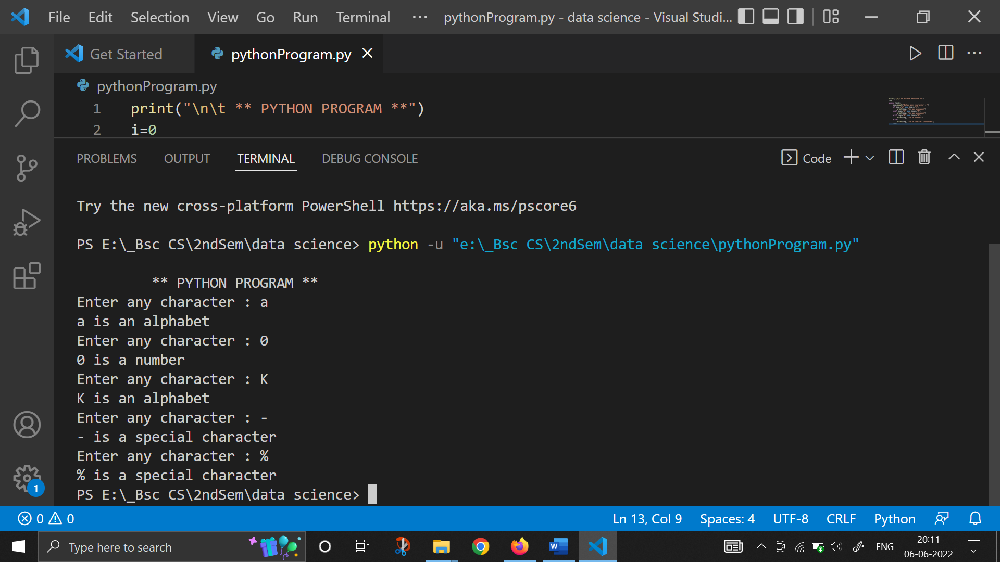 File Edit Selection View Go Run Terminal ··· pythonProgram.py - data science - Visual Studi...
Get Started pythonProgram.py
pythonProgram.py
1 print("\n\t ** PYTHON PROGRAM **")
2 i=0
PROBLEMS OUTPUT TERMINAL DEBUG CONSOLE Code
Try the new cross-platform PowerShell https://aka.ms/pscore6
PS E:\_Bsc CS\2ndSem\data science> python -u "e:\_Bsc CS\2ndSem\data science\pythonProgram.py"
** PYTHON PROGRAM **
Enter any character : a
a is an alphabet
Enter any character : 0
0 is a number
Enter any character : K
K is an alphabet
Enter any character : -
- is a special character
Enter any character : %
% is a special character
PS E:\_Bsc CS\2ndSem\data science>
1
0 0 Ln 13, Col 9 Spaces: 4 UTF-8 CRLF Python
Type here to search W ENG 20:11
06-06-2022